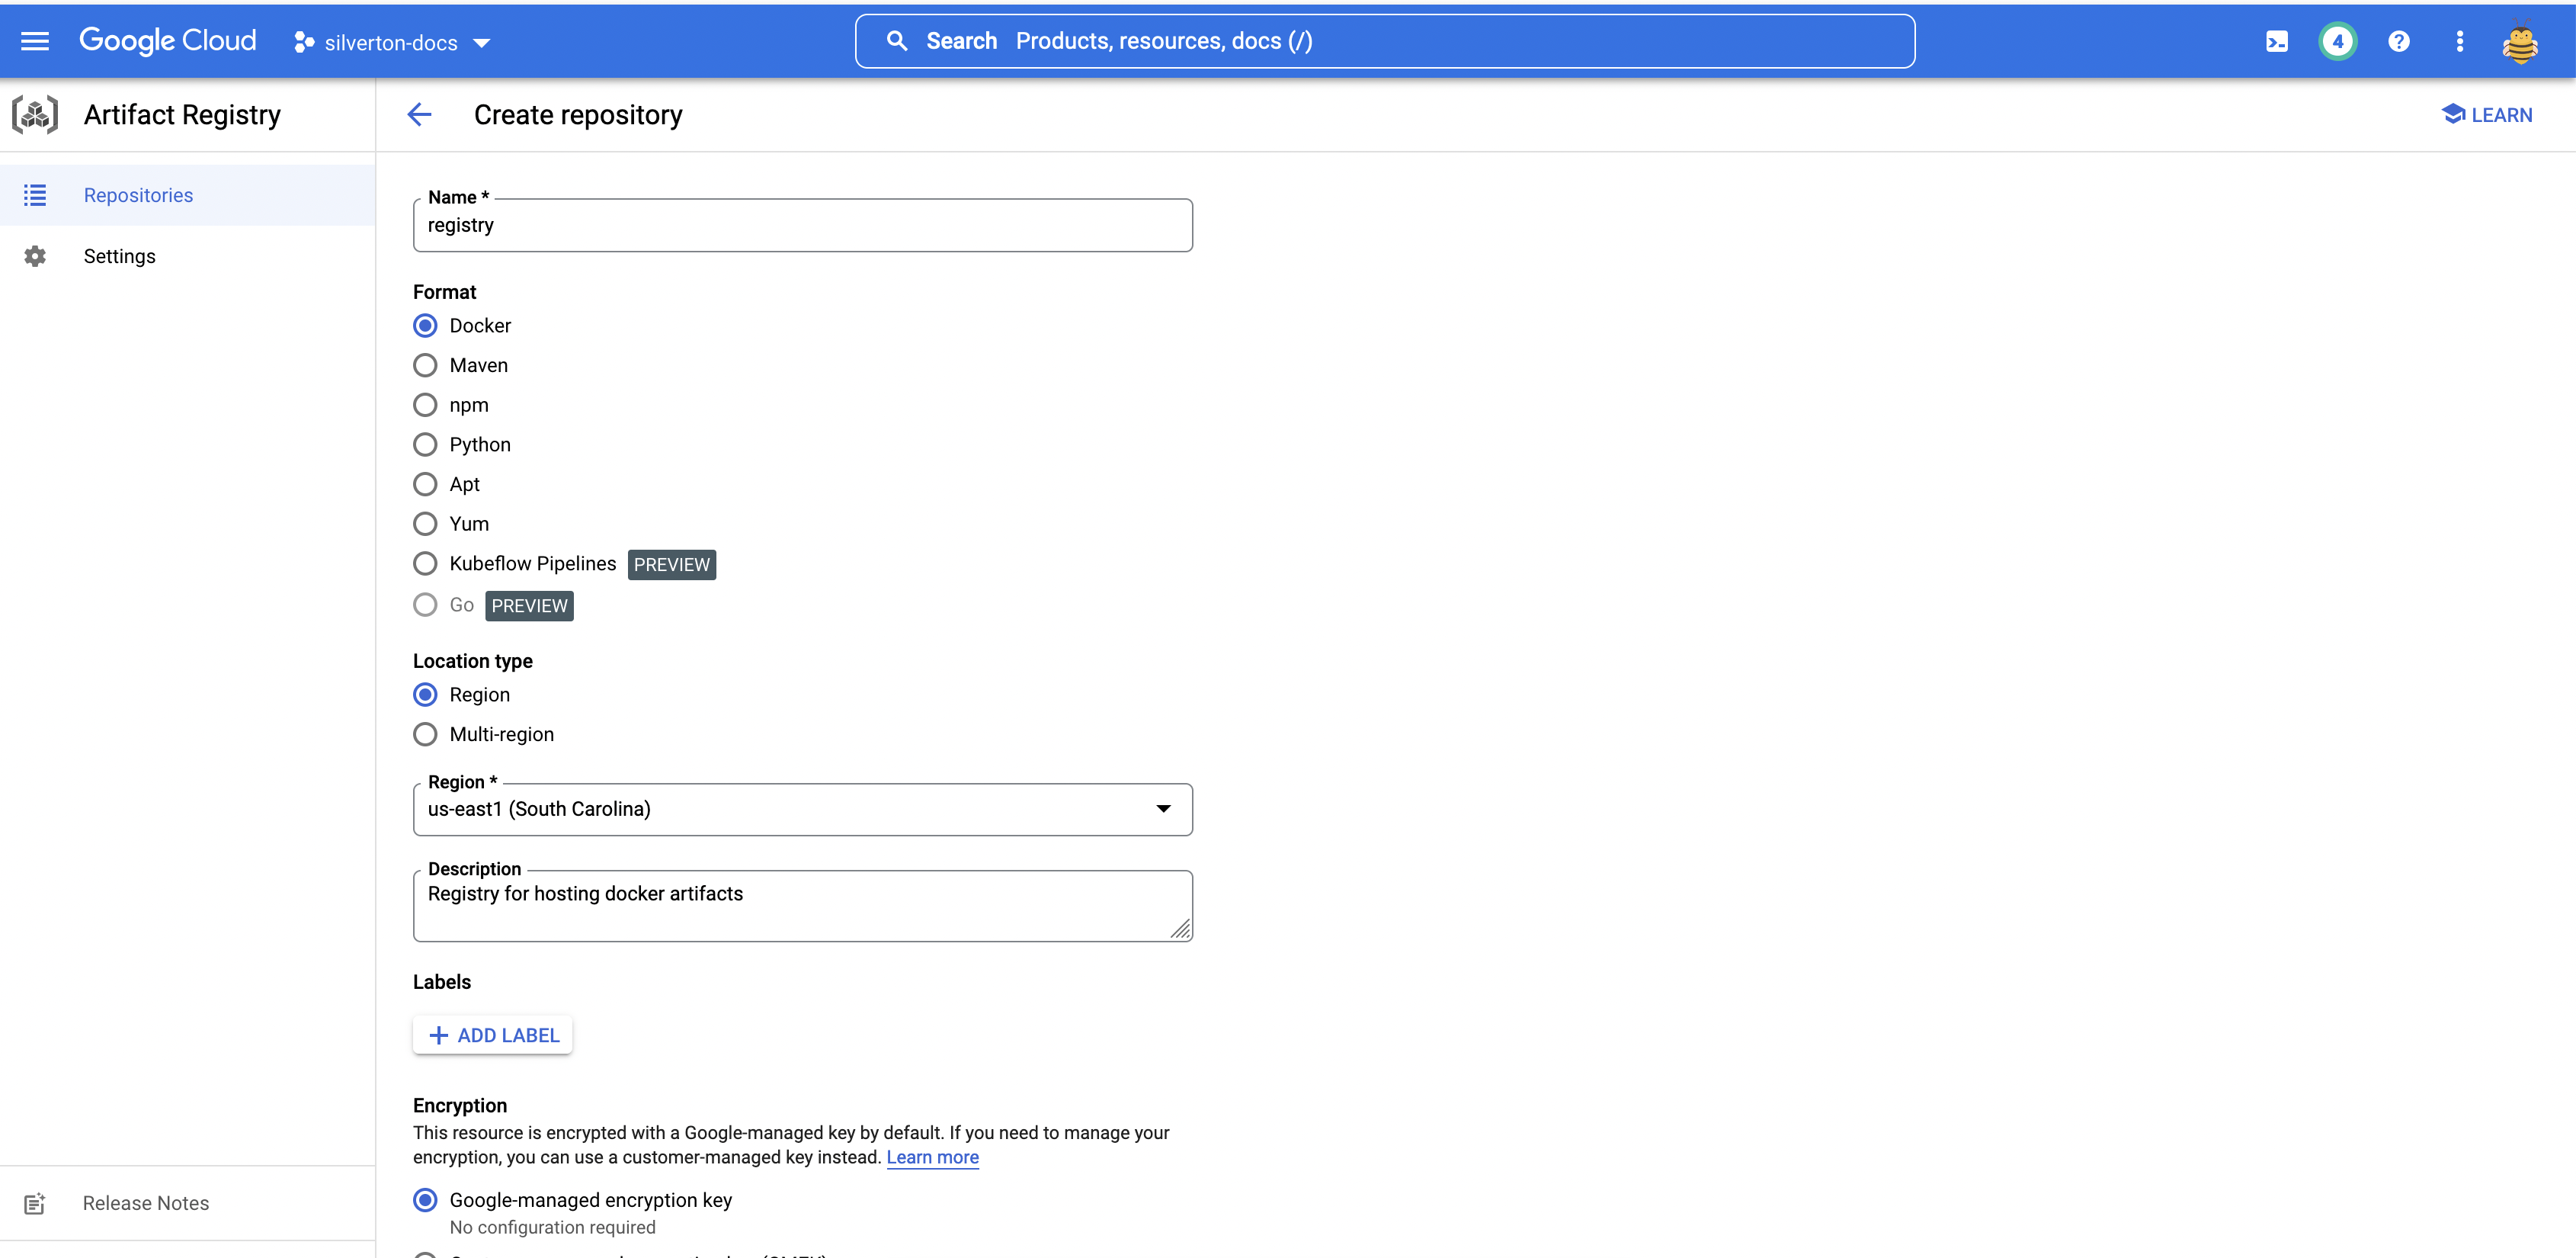 Google Cloud silverton-docs Search Products, resources, docs (/) 4
Artifact Registry
Create repository
LEARN
Repositories
Settings
Name *
registry
Format
Docker
Maven
npm
Python
Apt
Yum
Kubeflow Pipelines PREVIEW
Go PREVIEW
Location type
Region
Multi-region
Region *
us-east1 (South Carolina)
Description
Registry for hosting docker artifacts
Labels
ADD LABEL
Encryption
This resource is encrypted with a Google-managed key by default. If you need to manage your
encryption, you can use a customer-managed key instead. Learn more
Google-managed encryption key
No configuration required
Release Notes